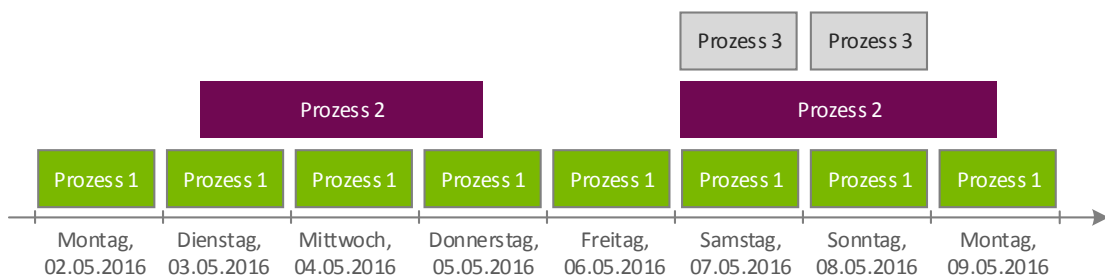 Prozess 3 Prozess 3
Prozess 2 Prozess 2
Prozess 1 Prozess 1 Prozess 1 Prozess 1 Prozess 1 Prozess 1 Prozess 1 Prozess 1
Montag, Dienstag, Mittwoch, Donnerstag, Freitag, Samstag, Sonntag, Montag,
02.05.2016 03.05.2016 04.05.2016 05.05.2016 06.05.2016 07.05.2016 08.05.2016 09.05.2016